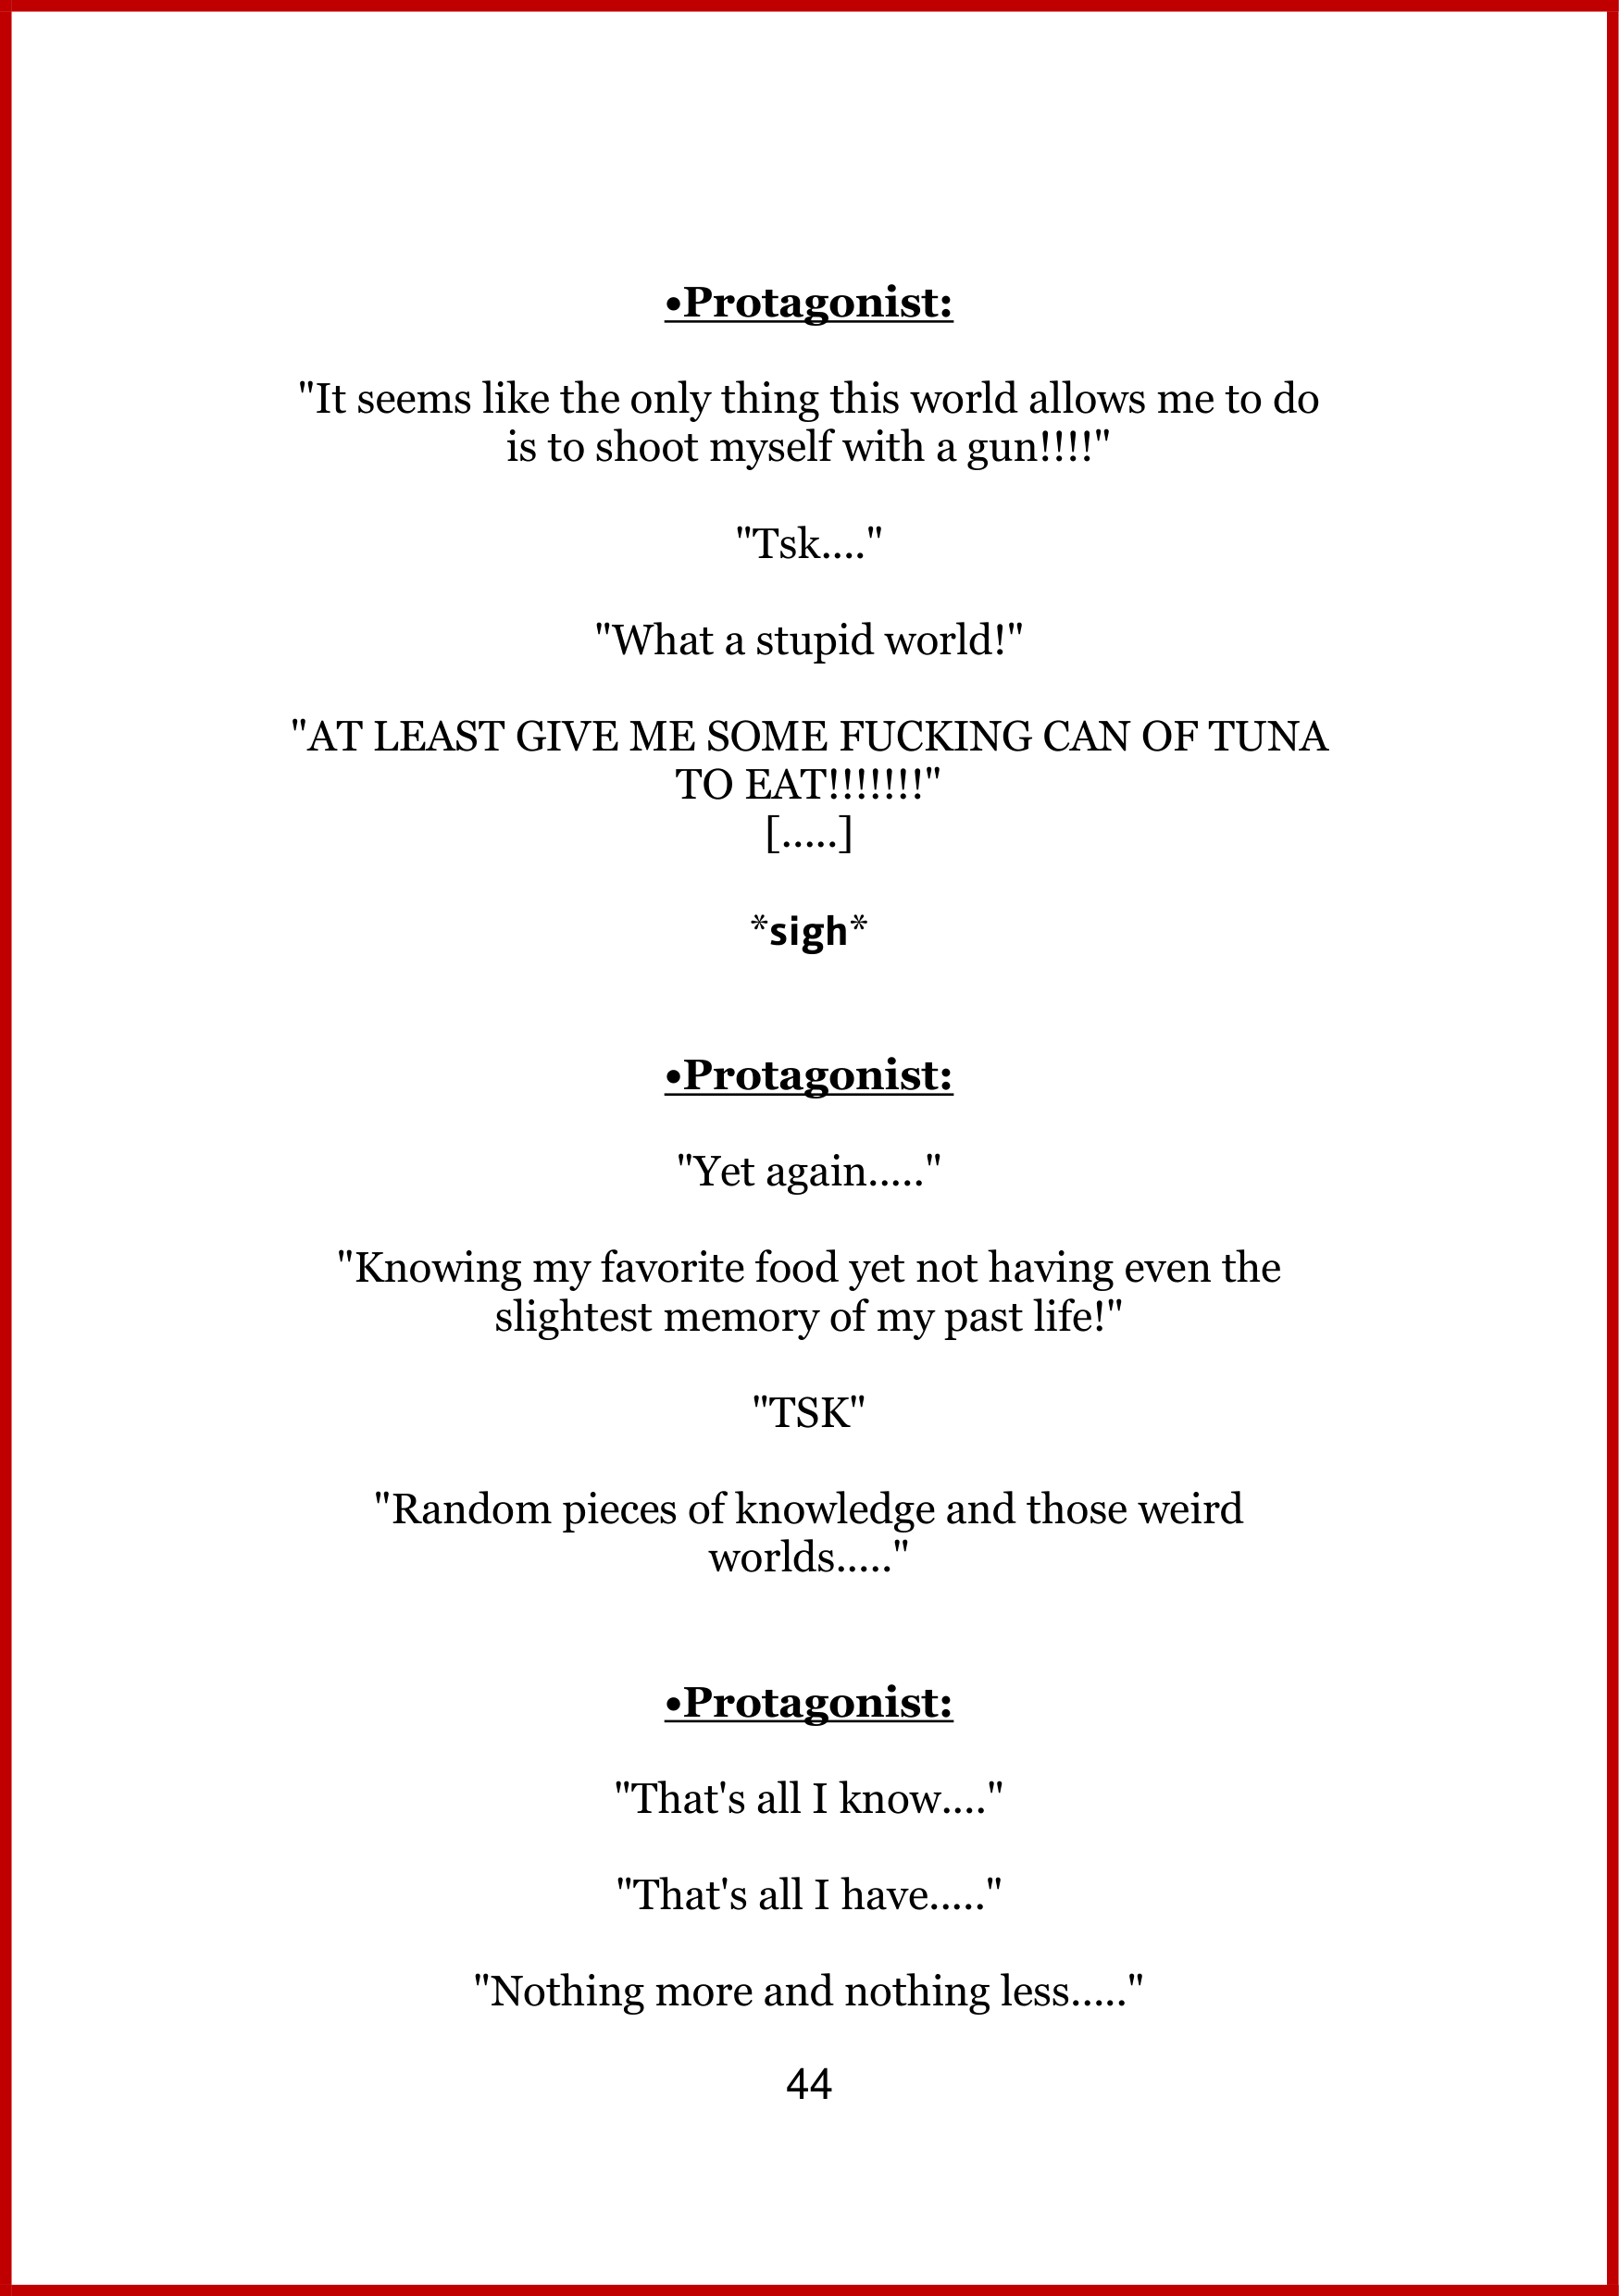 •Protagonist:
"It seems like the only thing this world allows me to do
is to shoot myself with a gun!!!!"
"Tsk...."
"What a stupid world!"
"AT LEAST GIVE ME SOME FUCKING CAN OF TUNA
TO EAT!!!!!!!"
[.....]
*sigh*
•Protagonist:
"Yet again....."
"Knowing my favorite food yet not having even the
slightest memory of my past life!"
"TSK"
"Random pieces of knowledge and those weird
worlds....."
•Protagonist:
"That's all I know...."
"That's all I have....."
"Nothing more and nothing less....."
44